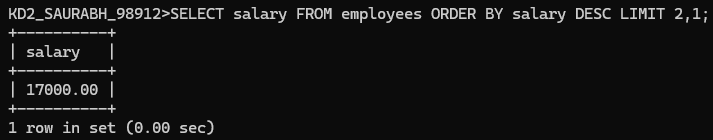 KD2_SAURABH_98912>SELECT salary FROM employees ORDER BY salary DESC LIMIT 2,1;
+----------+
| salary   |
+----------+
| 17000.00 |
+----------+
1 row in set (0.00 sec)